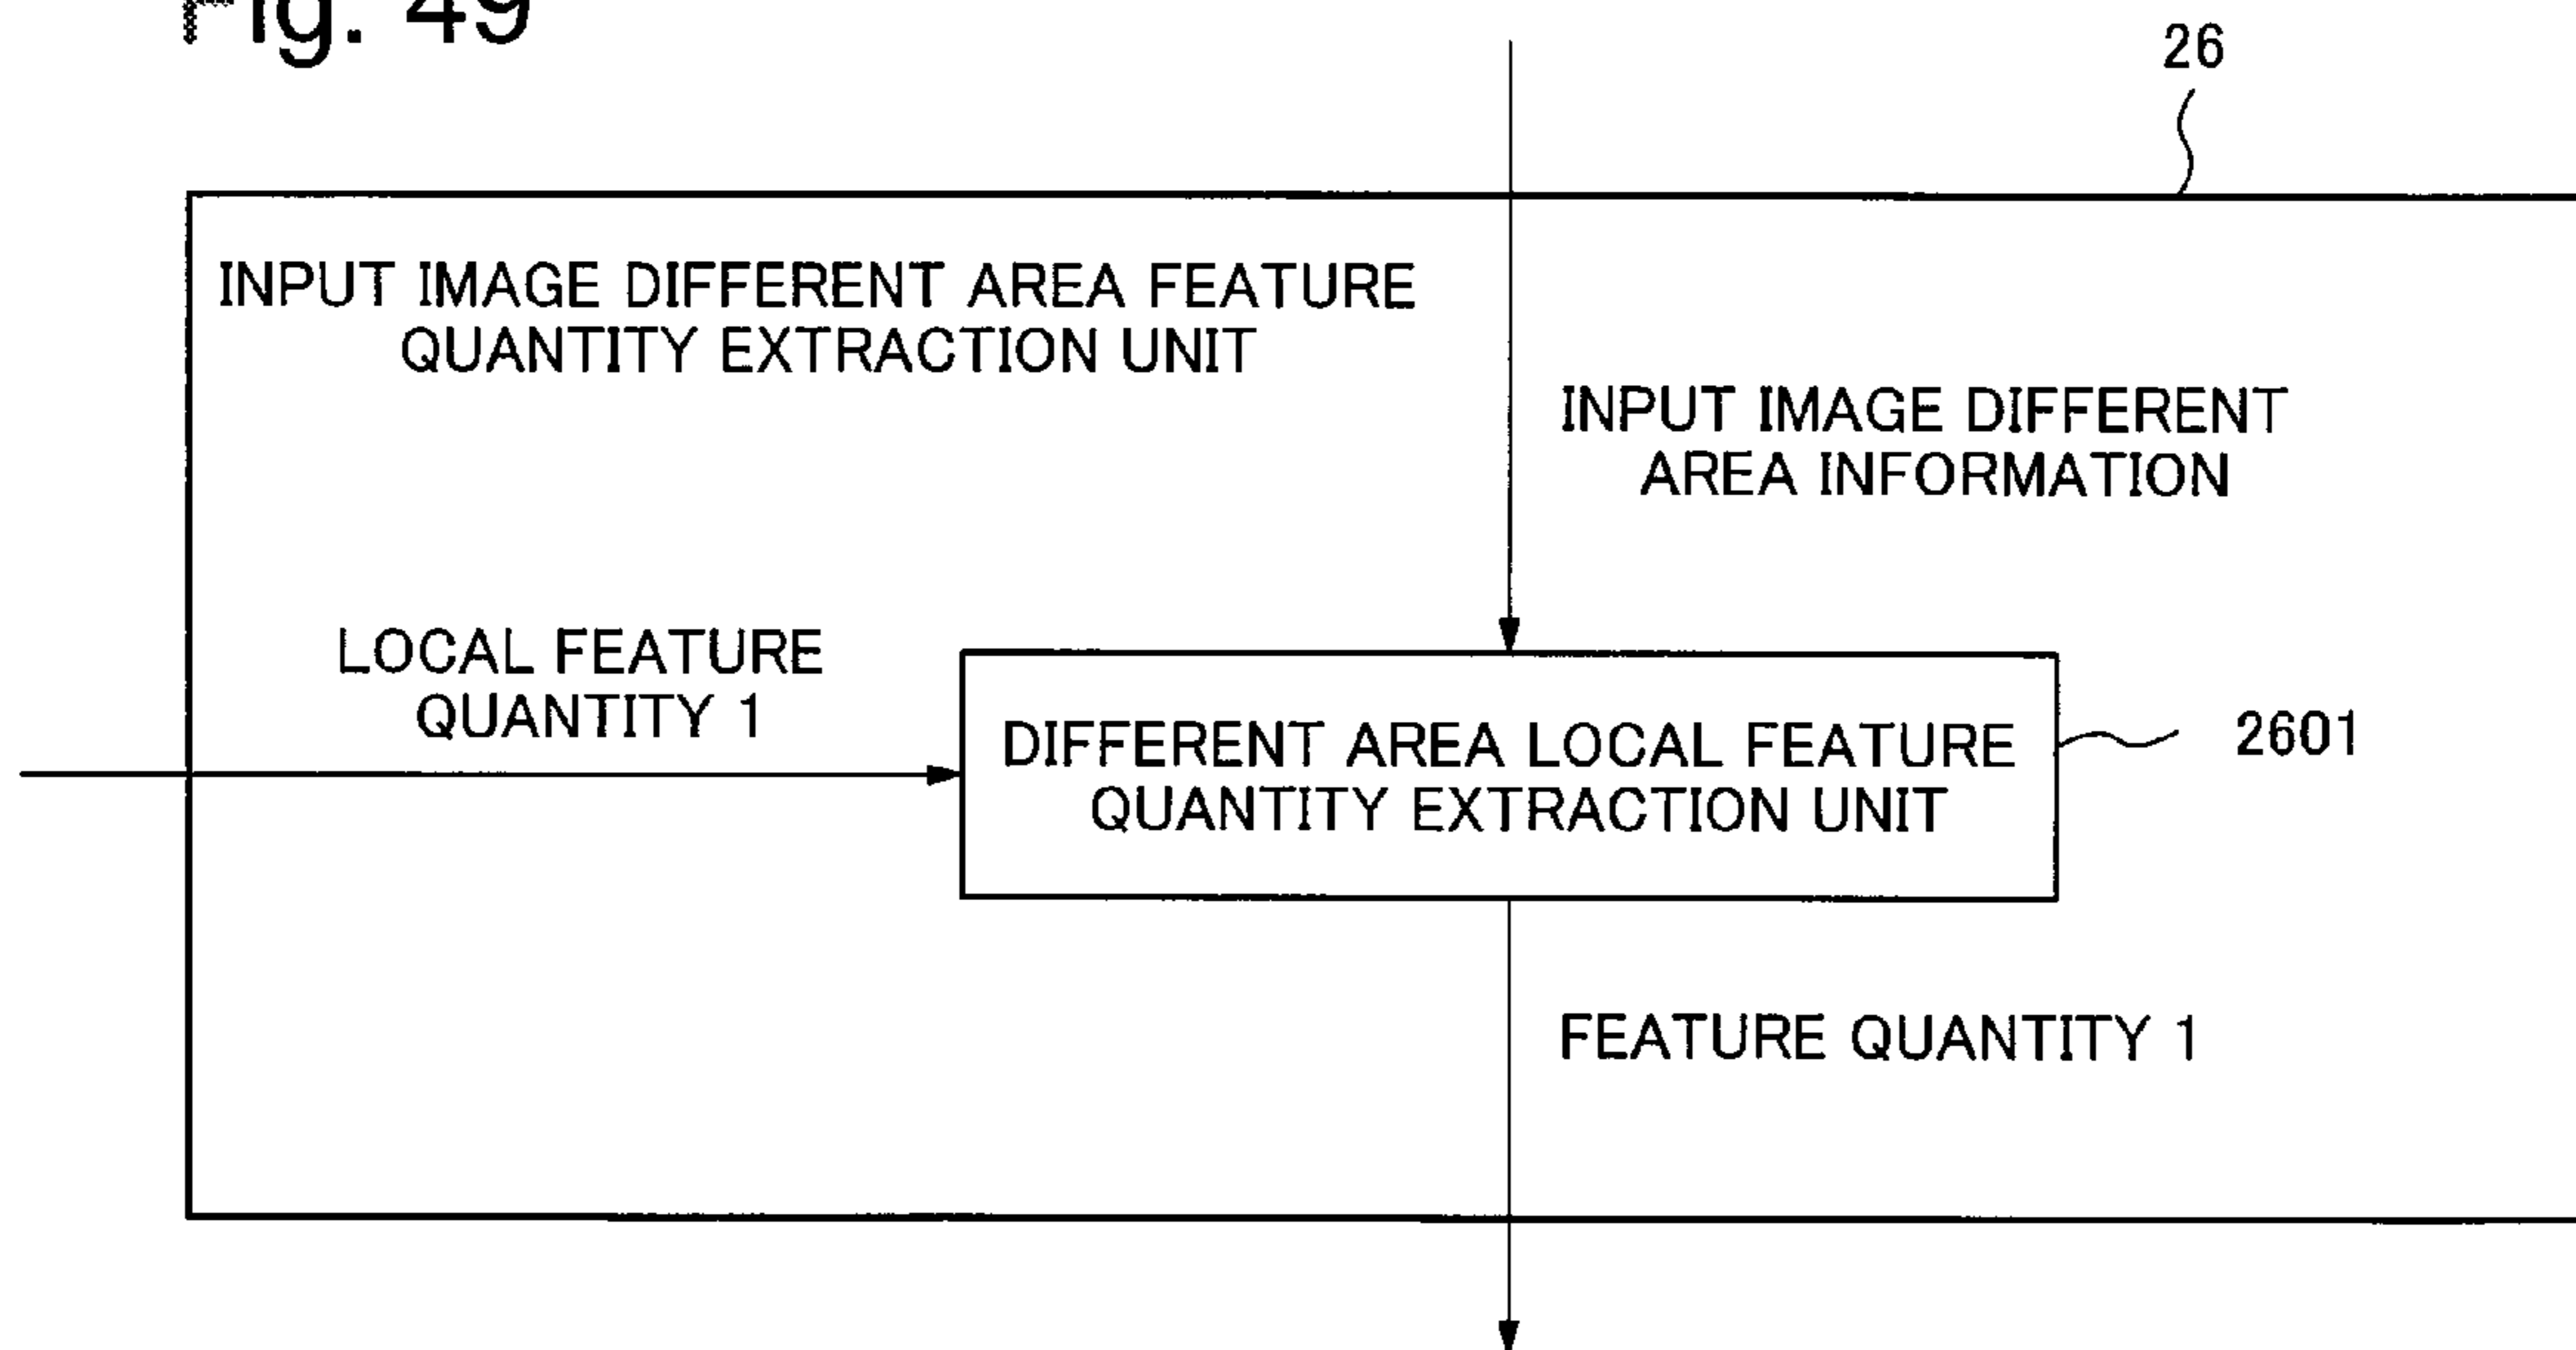 Fig. 49
26
INPUT IMAGE DIFFERENT AREA FEATURE
QUANTITY EXTRACTION UNIT
INPUT IMAGE DIFFERENT
AREA INFORMATION
LOCAL FEATURE
QUANTITY 1
DIFFERENT AREA LOCAL FEATURE
QUANTITY EXTRACTION UNIT
2601
FEATURE QUANTITY 1